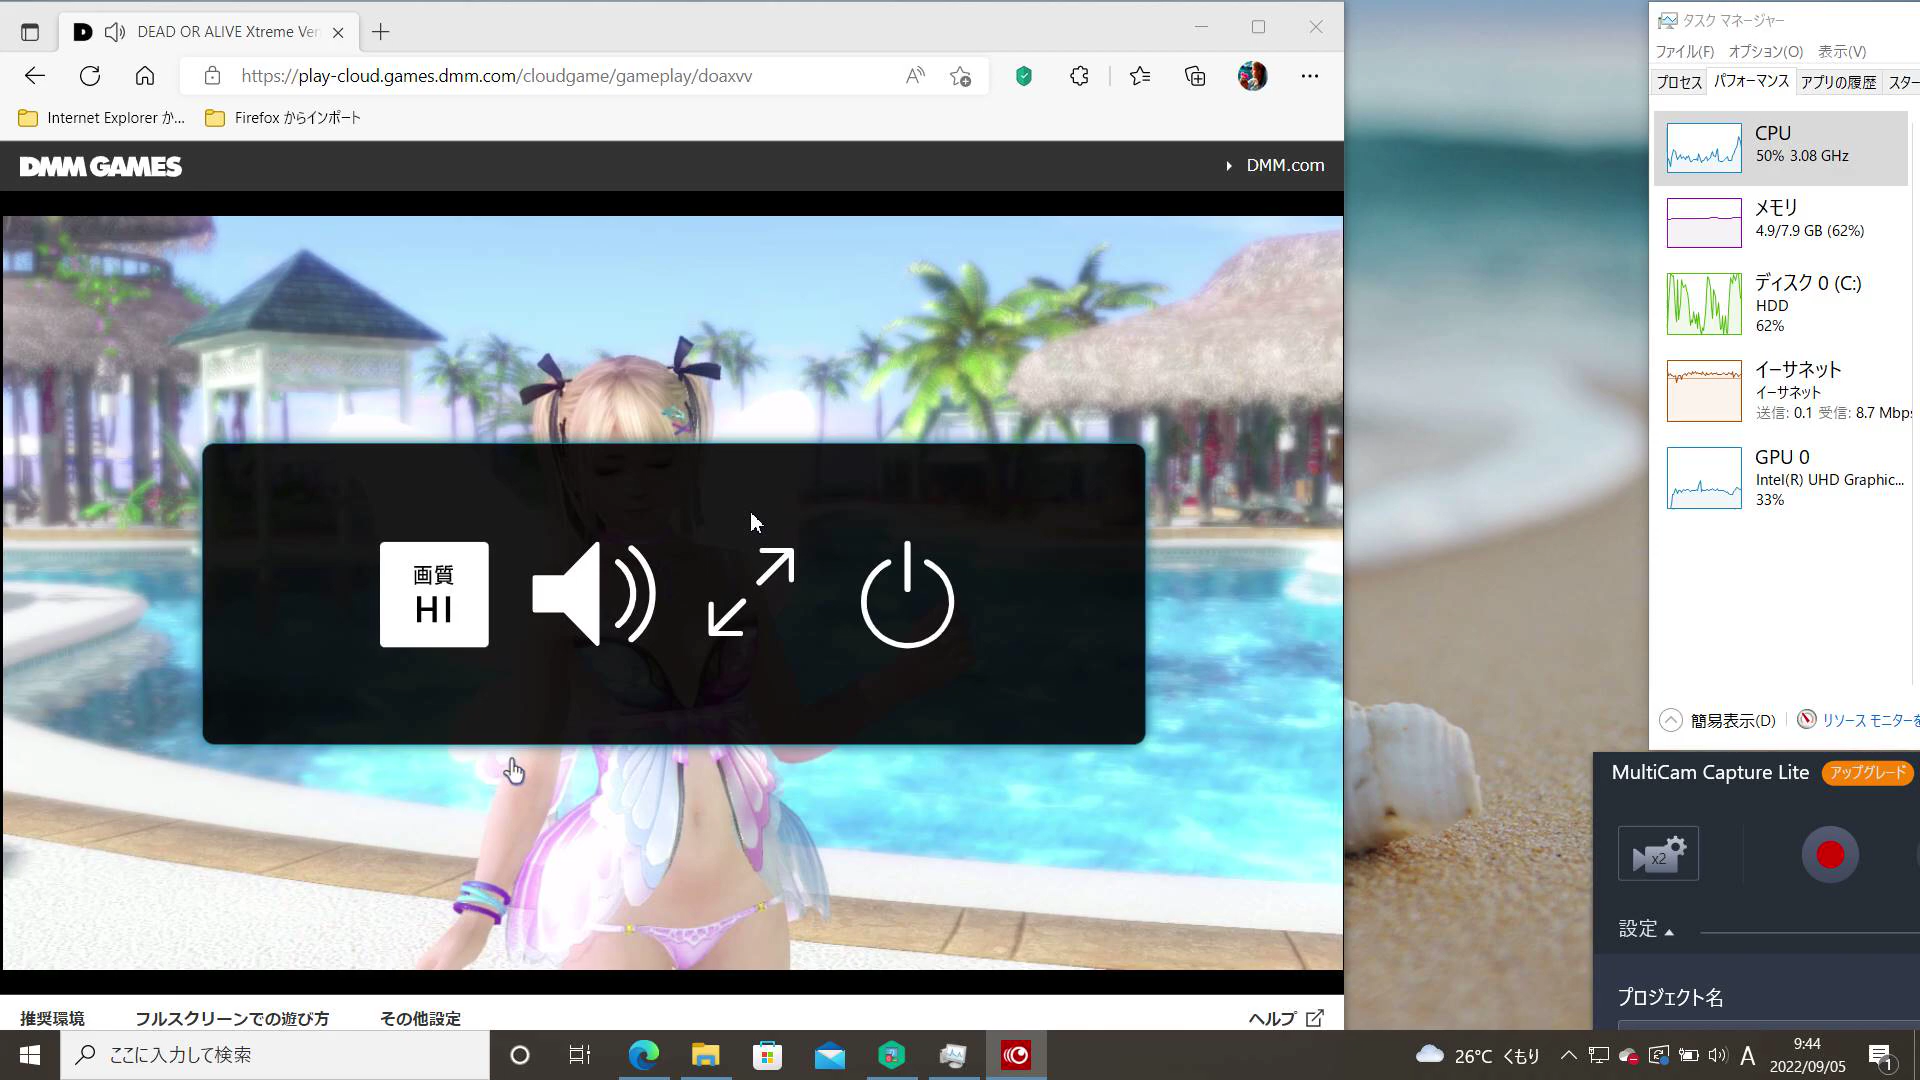 DEAD OR ALIVE Xtreme Ver
https://play-cloud.games.dmm.com/cloudgame/gameplay/doaxvv
Internet Explorer か...
Firefox からインポート
DMM GAMES
DMM.com
画質
HI
推奨環境
フルスクリーンでの遊び方
その他設定
ヘルプ
タスク マネージャー
ファイル(F) オプション(O) 表示(V)
プロセス パフォーマンス アプリの履歴 スター
CPU
50% 3.08 GHz
メモリ
4.9/7.9 GB (62%)
ディスク 0 (C:)
HDD
62%
イーサネット
イーサネット
送信: 0.1 受信: 8.7 Mbps
GPU 0
Intel(R) UHD Graphic...
33%
簡易表示(D)
リソース モニターを
MultiCam Capture Lite
アップグレード
x2
設定
プロジェクト名
ここに入力して検索
26°C くもり
A
9:44
2022/09/05
1